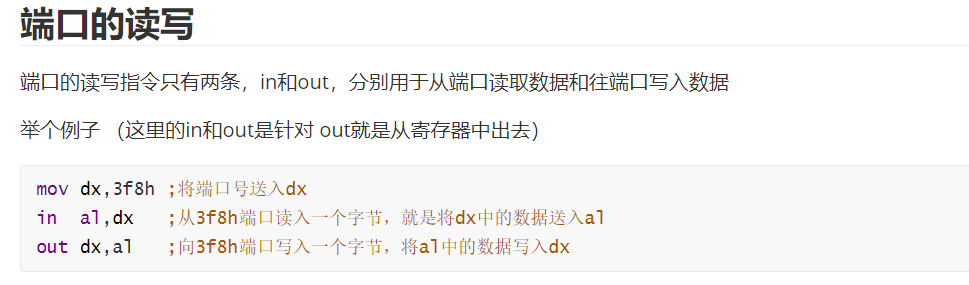 端口的读写
端口的读写指令只有两条，in和out，分别用于从端口读取数据和往端口写入数据
举个例子 （这里的in和out是针对 out就是从寄存器中出去）
mov dx,3f8h ;将端口号送入dx
in  al,dx   ;从3f8h端口读入一个字节，就是将dx中的数据送入al
out dx,al   ;向3f8h端口写入一个字节，将al中的数据写入dx